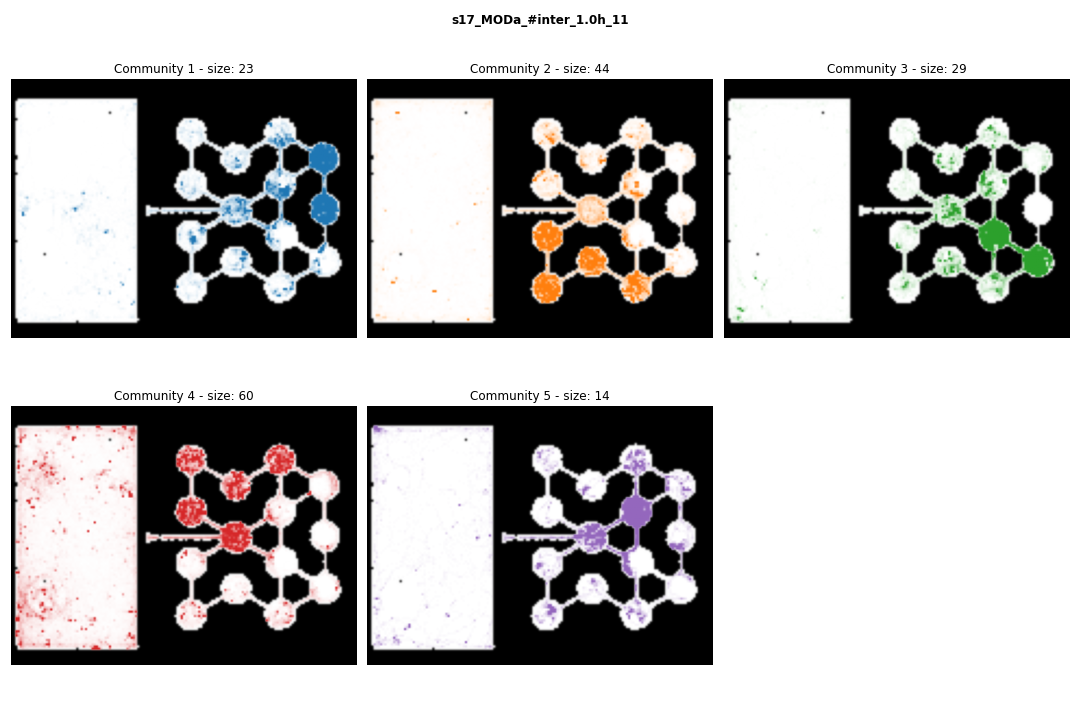 s17_MODa_#inter_1.0h_11
Community 1 - size: 23
Community 2 - size: 44
Community 3 - size: 29
Community 4 - size: 60
Community 5 - size: 14